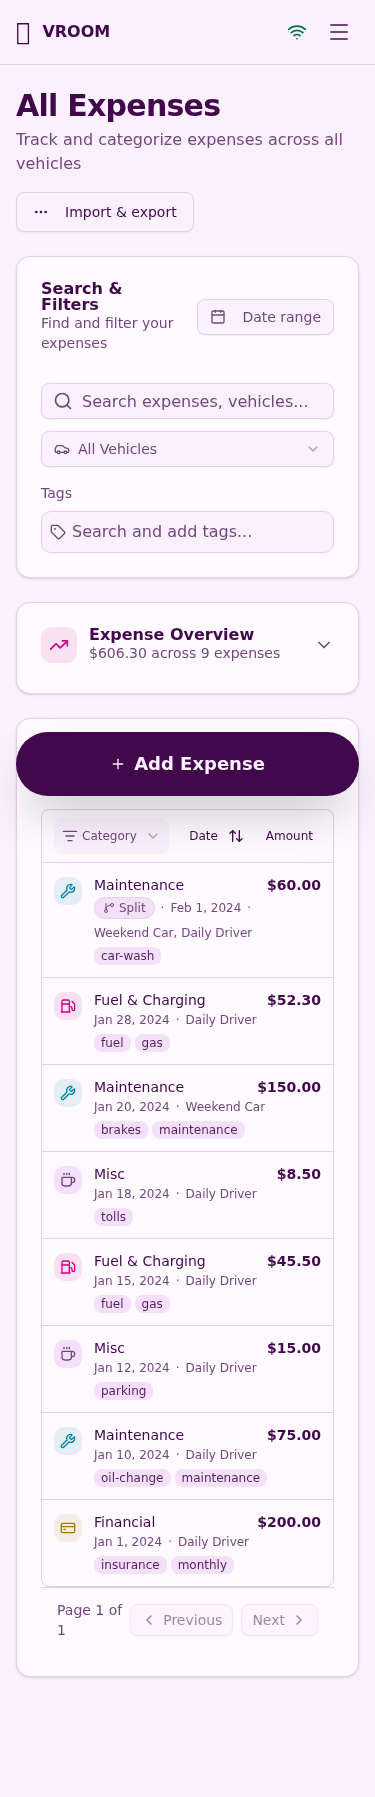 VROOM
All Expenses
Track and categorize expenses across all
vehicles
Import & export
Search &
Filters
Find and filter your
expenses
Date range
Search expenses, vehicles...
All Vehicles
Tags
Search and add tags...
Expense Overview
$606.30 across 9 expenses
Add Expense
Category Date Amount
Maintenance $60.00
Split · Feb 1, 2024 ·
Weekend Car, Daily Driver
car-wash
Fuel & Charging $52.30
Jan 28, 2024 · Daily Driver
fuel gas
Maintenance $150.00
Jan 20, 2024 · Weekend Car
brakes maintenance
Misc $8.50
Jan 18, 2024 · Daily Driver
tolls
Fuel & Charging $45.50
Jan 15, 2024 · Daily Driver
fuel gas
Misc $15.00
Jan 12, 2024 · Daily Driver
parking
Maintenance $75.00
Jan 10, 2024 · Daily Driver
oil-change maintenance
Financial $200.00
Jan 1, 2024 · Daily Driver
insurance monthly
Page 1 of
1
Previous
Next